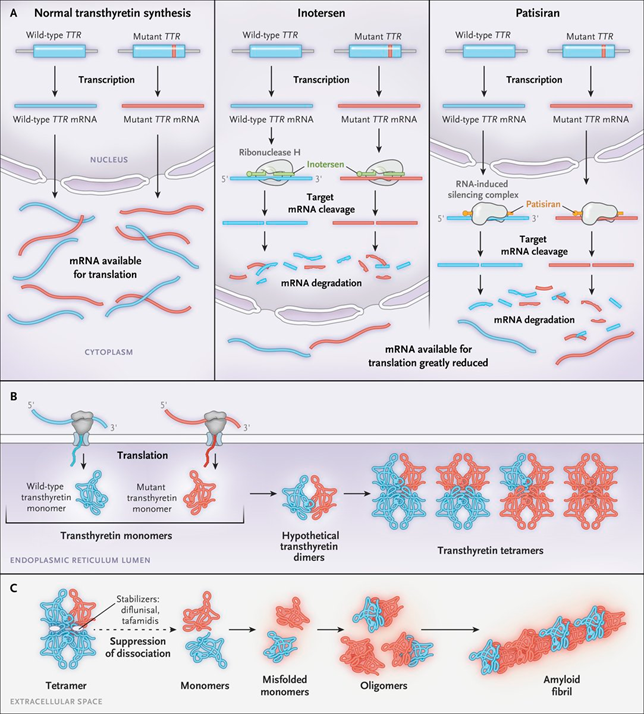 A
Normal transthyretin synthesis
Wild-type TTR
Mutant TTR
Transcription
Wild-type TTR mRNA
Mutant TTR mRNA
NUCLEUS
mRNA available
for translation
CYTOPLASM
Inotersen
Wild-type TTR
Mutant TTR
Transcription
Wild-type TTR mRNA
Mutant TTR mRNA
Ribonuclease H
Inotersen
5'
3'
Target
mRNA cleavage
mRNA degradation
Patisiran
Wild-type TTR
Mutant TTR
Transcription
Wild-type TTR mRNA
Mutant TTR mRNA
RNA-induced
silencing complex
Patisiran
5'
3'
Target
mRNA cleavage
mRNA degradation
mRNA available for
translation greatly reduced
B
5'
3'
5'
3'
Translation
Wild-type
transthyretin
monomer
Mutant
transthyretin
monomer
Transthyretin monomers
Hypothetical
transthyretin
dimers
Transthyretin tetramers
ENDOPLASMIC RETICULUM LUMEN
C
Stabilizers:
diflunisal,
tafamidis
Suppression
of dissociation
Tetramer
Monomers
Misfolded
monomers
Oligomers
Amyloid
fibril
EXTRACELLULAR SPACE